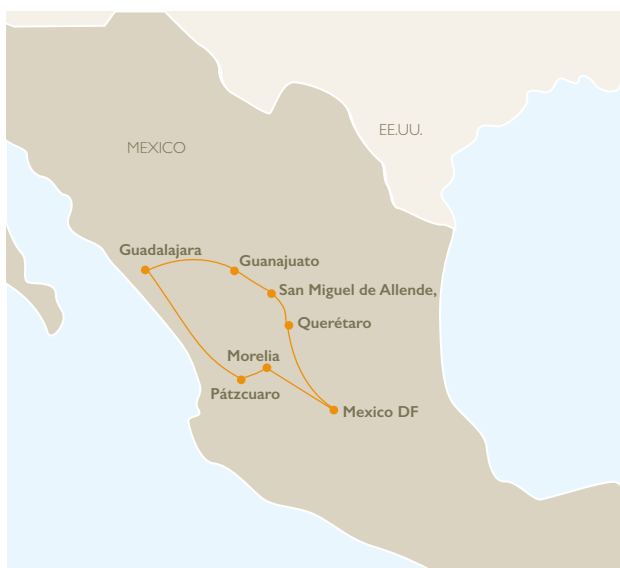 EE.UU.
MEXICO
Guadalajara
Guanajuato
San Miguel de Allende,
Querétaro
Morelia
Pátzcuaro
Mexico DF